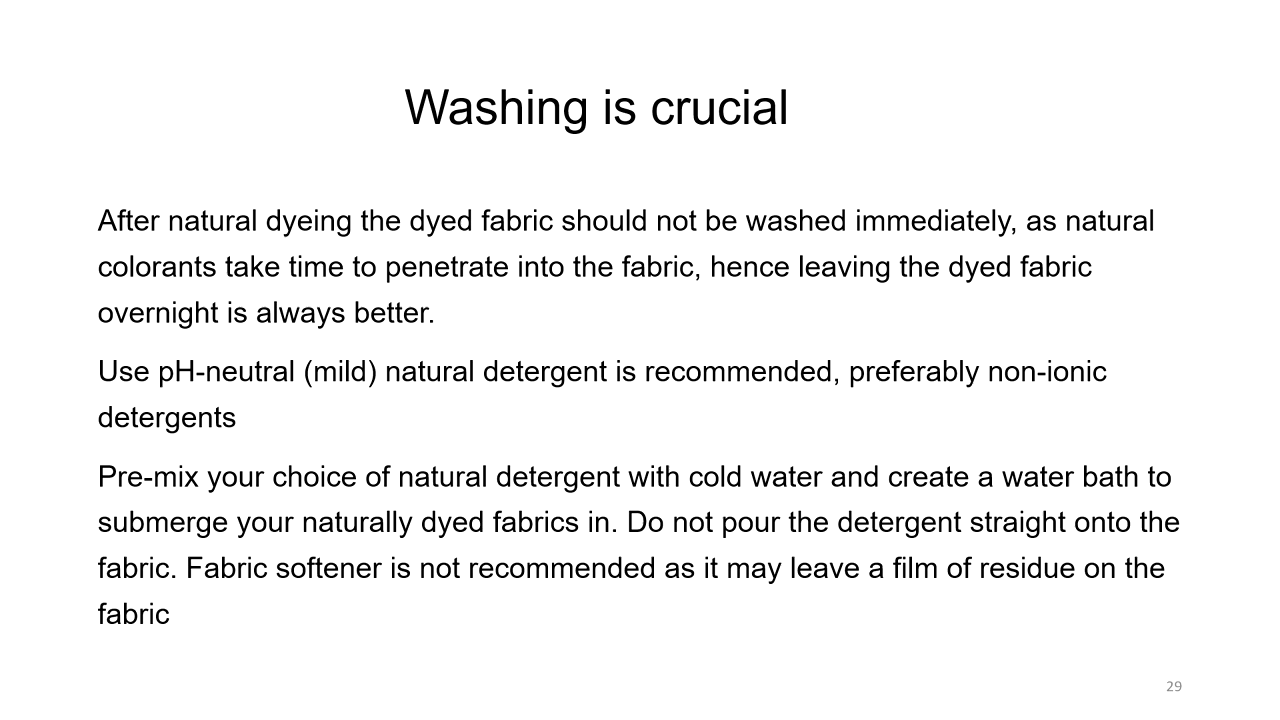 Washing is crucial
After natural dyeing the dyed fabric should not be washed immediately, as natural
colorants take time to penetrate into the fabric, hence leaving the dyed fabric
overnight is always better.
Use pH-neutral (mild) natural detergent is recommended, preferably non-ionic
detergents
Pre-mix your choice of natural detergent with cold water and create a water bath to
submerge your naturally dyed fabrics in. Do not pour the detergent straight onto the
fabric. Fabric softener is not recommended as it may leave a film of residue on the
fabric
29